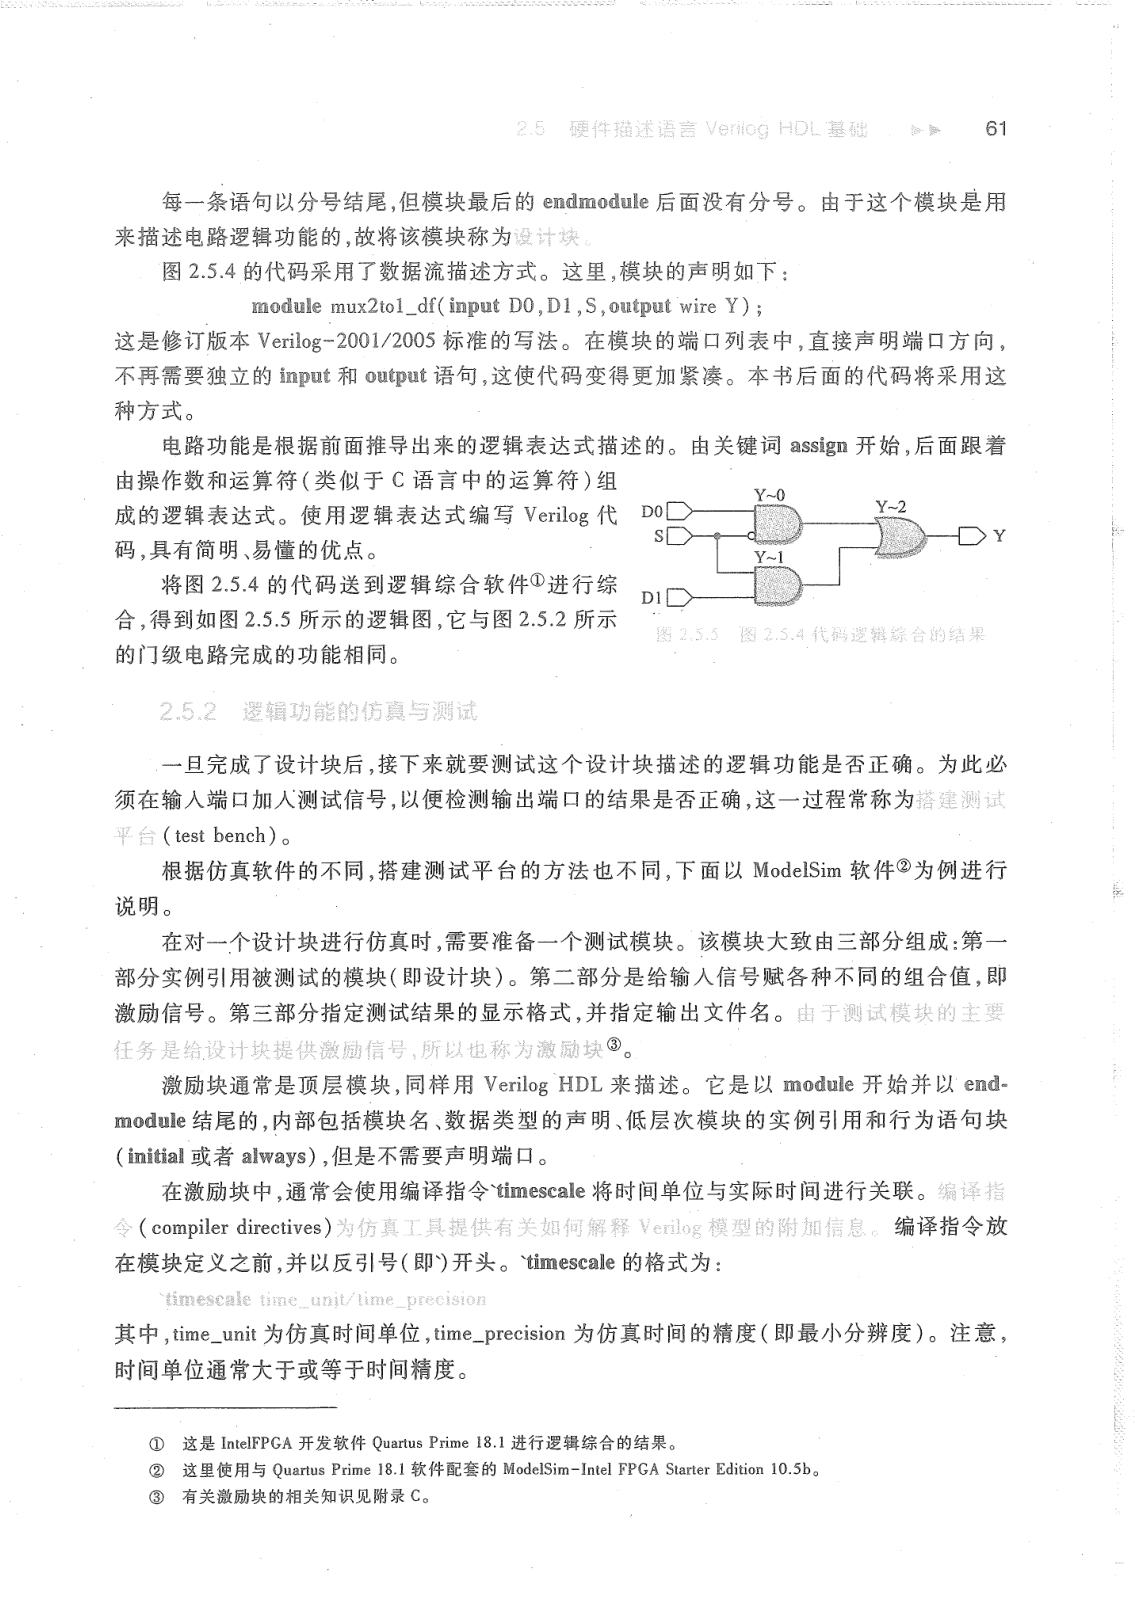 2.5 硬件描述语言 Verilog HDL 基础 61
每一条语句以分号结尾,但模块最后的 endmodule 后面没有分号。由于这个模块是用
来描述电路逻辑功能的,故将该模块称为设计块。
图 2.5.4 的代码采用了数据流描述方式。这里,模块的声明如下:
module mux2to1_df(input D0,D1,S,output wire Y);
这是修订版本 Verilog-2001/2005 标准的写法。在模块的端口列表中,直接声明端口方向,
不再需要独立的 input 和 output 语句,这使代码变得更加紧凑。本书后面的代码将采用这
种方式。
电路功能是根据前面推导出来的逻辑表达式描述的。由关键词 assign 开始,后面跟着
由操作数和运算符(类似于 C 语言中的运算符)组
成的逻辑表达式。使用逻辑表达式编写 Verilog 代
码,具有简明、易懂的优点。
将图 2.5.4 的代码送到逻辑综合软件①进行综
合,得到如图 2.5.5 所示的逻辑图,它与图 2.5.2 所示
的门级电路完成的功能相同。
Y~0
Y~2
D0
S
Y
Y~1
D1
图 2.5.5 图 2.5.4 代码逻辑综合的结果
2.5.2 逻辑功能的仿真与测试
一旦完成了设计块后,接下来就要测试这个设计块描述的逻辑功能是否正确。为此必
须在输入端口加入测试信号,以便检测输出端口的结果是否正确,这一过程常称为搭建测试
平台(test bench)。
根据仿真软件的不同,搭建测试平台的方法也不同,下面以 ModelSim 软件②为例进行
说明。
在对一个设计块进行仿真时,需要准备一个测试模块。该模块大致由三部分组成:第一
部分实例引用被测试的模块(即设计块)。第二部分是给输入信号赋各种不同的组合值,即
激励信号。第三部分指定测试结果的显示格式,并指定输出文件名。由于测试模块的主要
任务是给设计块提供激励信号,所以也称为激励块③。
激励块通常是顶层模块,同样用 Verilog HDL 来描述。它是以 module 开始并以 end-
module 结尾的,内部包括模块名、数据类型的声明、低层次模块的实例引用和行为语句块
(initial 或者 always),但是不需要声明端口。
在激励块中,通常会使用编译指令`timescale 将时间单位与实际时间进行关联。编译指
令(compiler directives)为仿真工具提供有关如何解释 Verilog 模型的附加信息。编译指令放
在模块定义之前,并以反引号(即`)开头。`timescale 的格式为:
`timescale time_unit/time_precision
其中,time_unit 为仿真时间单位,time_precision 为仿真时间的精度(即最小分辨度)。注意,
时间单位通常大于或等于时间精度。
① 这是 IntelFPGA 开发软件 Quartus Prime 18.1 进行逻辑综合的结果。
② 这里使用与 Quartus Prime 18.1 软件配套的 ModelSim-Intel FPGA Starter Edition 10.5b。
③ 有关激励块的相关知识见附录 C。